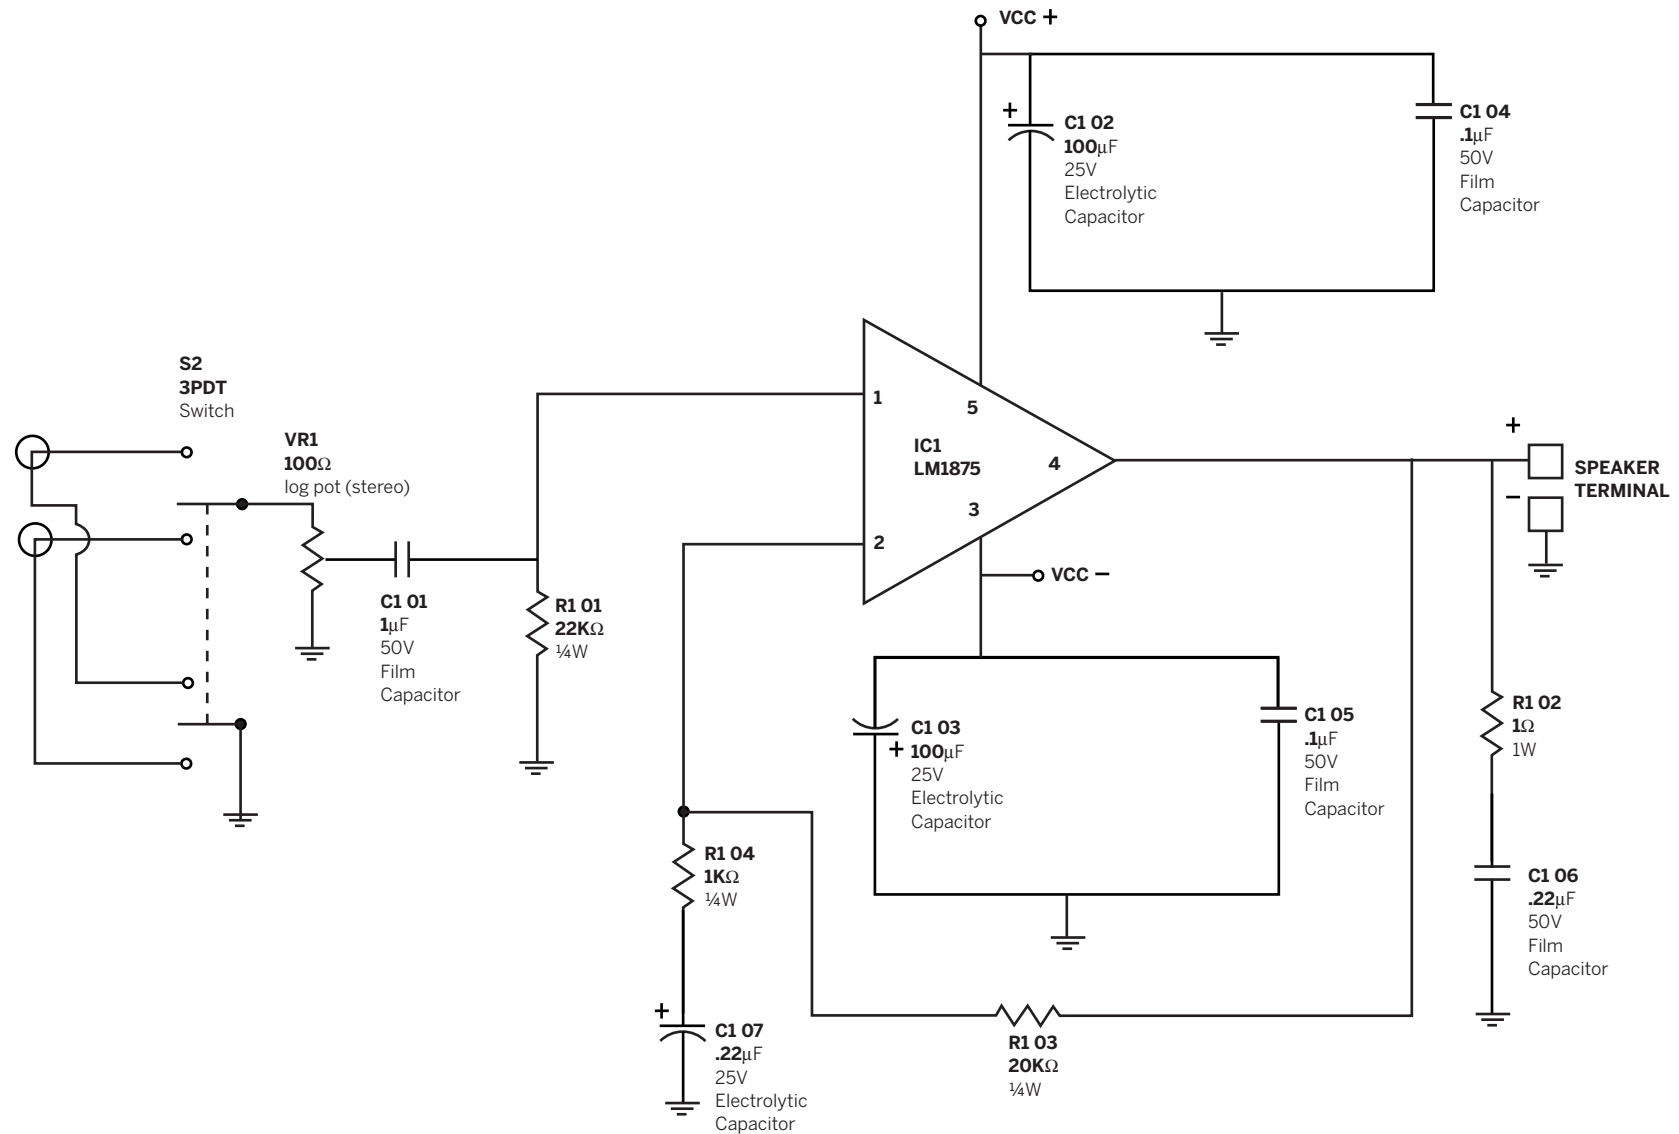 VCC +
+
C1 02
100µF
25V
Electrolytic
Capacitor
C1 04
.1µF
50V
Film
Capacitor
S2
3PDT
Switch
VR1
100Ω
log pot (stereo)
C1 01
1µF
50V
Film
Capacitor
R1 01
22KΩ
¼W
1
5
IC1
LM1875
4
3
2
VCC −
+
−
SPEAKER
TERMINAL
C1 03
+
100µF
25V
Electrolytic
Capacitor
C1 05
.1µF
50V
Film
Capacitor
R1 02
1Ω
1W
C1 06
.22µF
50V
Film
Capacitor
R1 04
1KΩ
¼W
+
C1 07
.22µF
25V
Electrolytic
Capacitor
R1 03
20KΩ
¼W